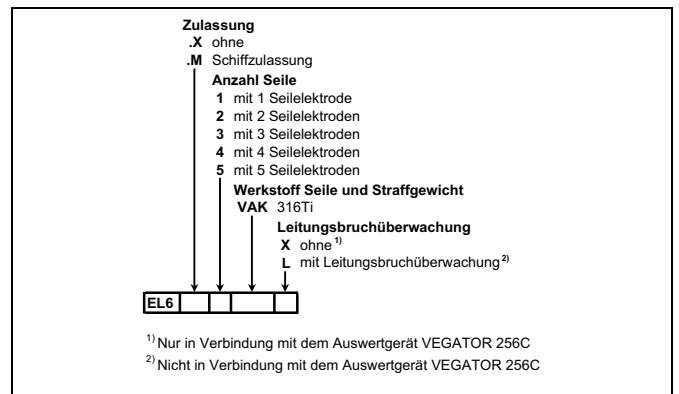 Zulassung
.X ohne
.M Schiffzulassung
Anzahl Seile
1 mit 1 Seilelektrode
2 mit 2 Seilelektroden
3 mit 3 Seilelektroden
4 mit 4 Seilelektroden
5 mit 5 Seilelektroden
Werkstoff Seile und Straffgewicht
VAK 316Ti
Leitungsbruchüberwachung
X ohne 1)
L mit Leitungsbruchüberwachung 2)
EL6
1) Nur in Verbindung mit dem Auswertgerät VEGATOR 256C
2) Nicht in Verbindung mit dem Auswertgerät VEGATOR 256C